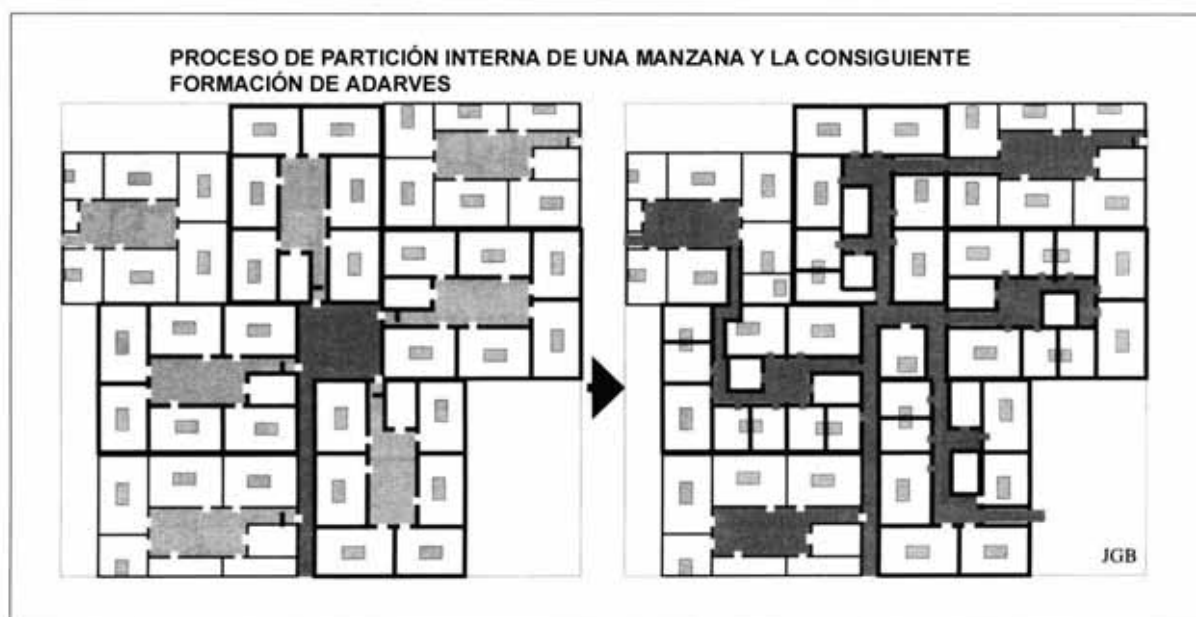 PROCESO DE PARTICIÓN INTERNA DE UNA MANZANA Y LA CONSIGUIENTE
FORMACIÓN DE ADARVES
JGB